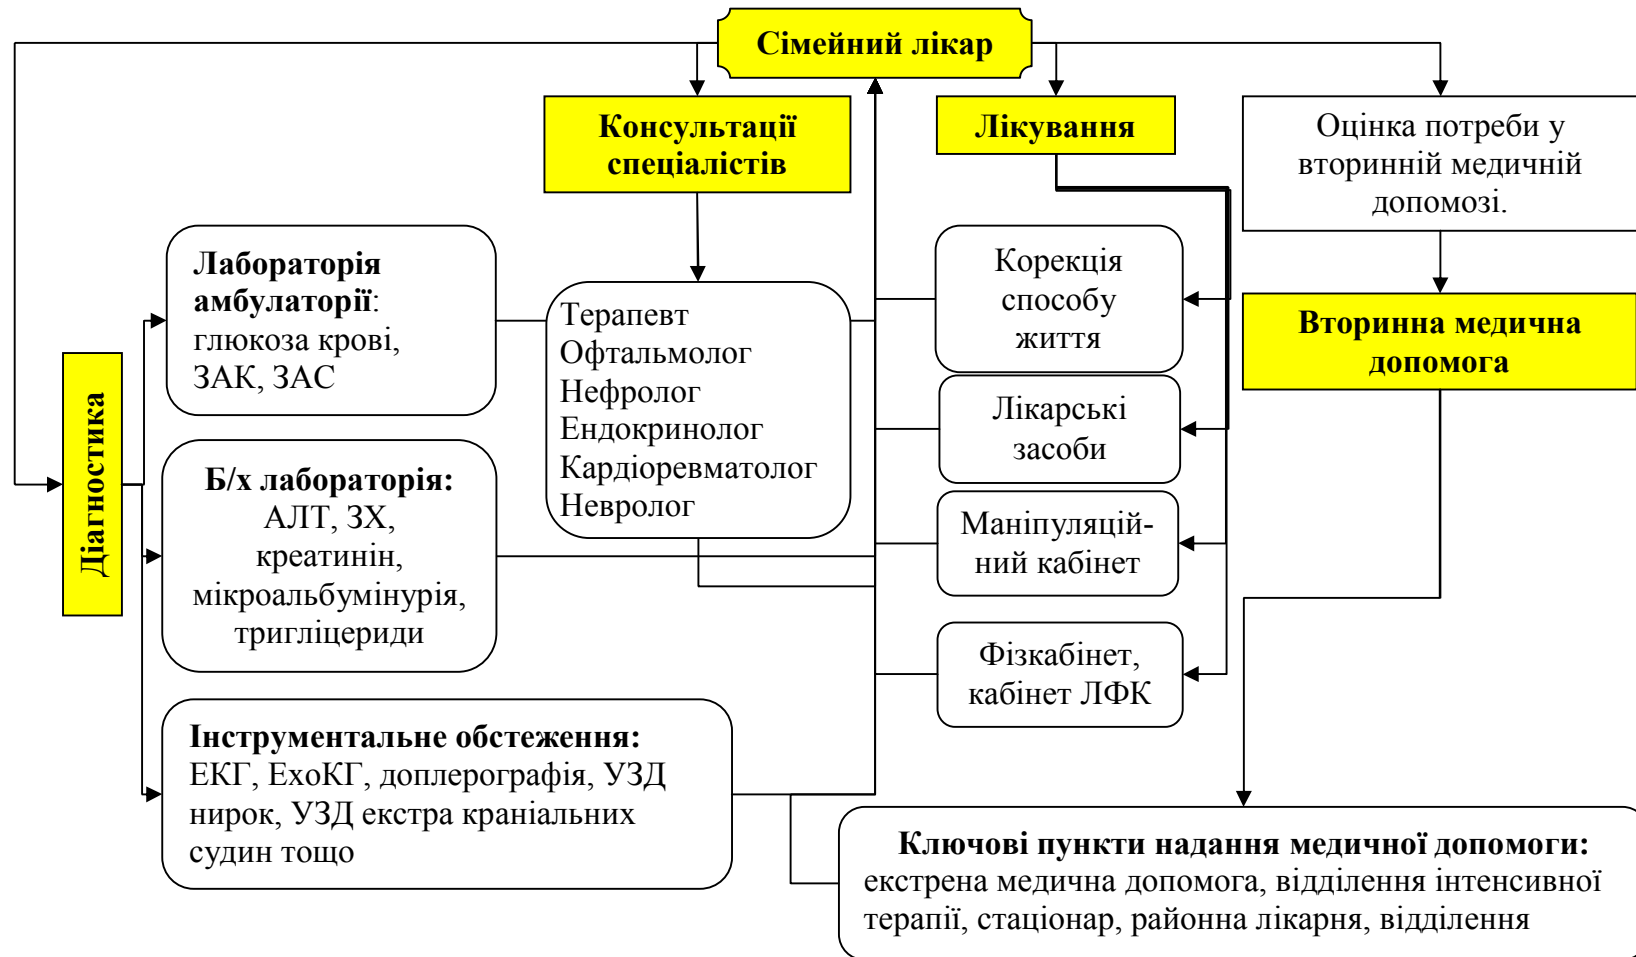 Сімейний лікар
Консультації
спеціалістів
Лікування
Оцінка потреби у
вторинній медичній
допомозі.
Лабораторія
амбулаторії:
глюкоза крові,
ЗАК, ЗАС
Терапевт
Офтальмолог
Нефролог
Ендокринолог
Кардіоревматолог
Невролог
Корекція
способу
життя
Вторинна медична
допомога
Діагностика
Лікарські
засоби
Б/х лабораторія:
АЛТ, ЗХ,
креатинін,
мікроальбумінурія,
тригліцериди
Маніпуляцій-
ний кабінет
Фізкабінет,
кабінет ЛФК
Інструментальне обстеження:
ЕКГ, ЕхоКГ, доплерографія, УЗД
нирок, УЗД екстра краніальних
судин тощо
Ключові пункти надання медичної допомоги:
екстрена медична допомога, відділення інтенсивної
терапії, стаціонар, районна лікарня, відділення